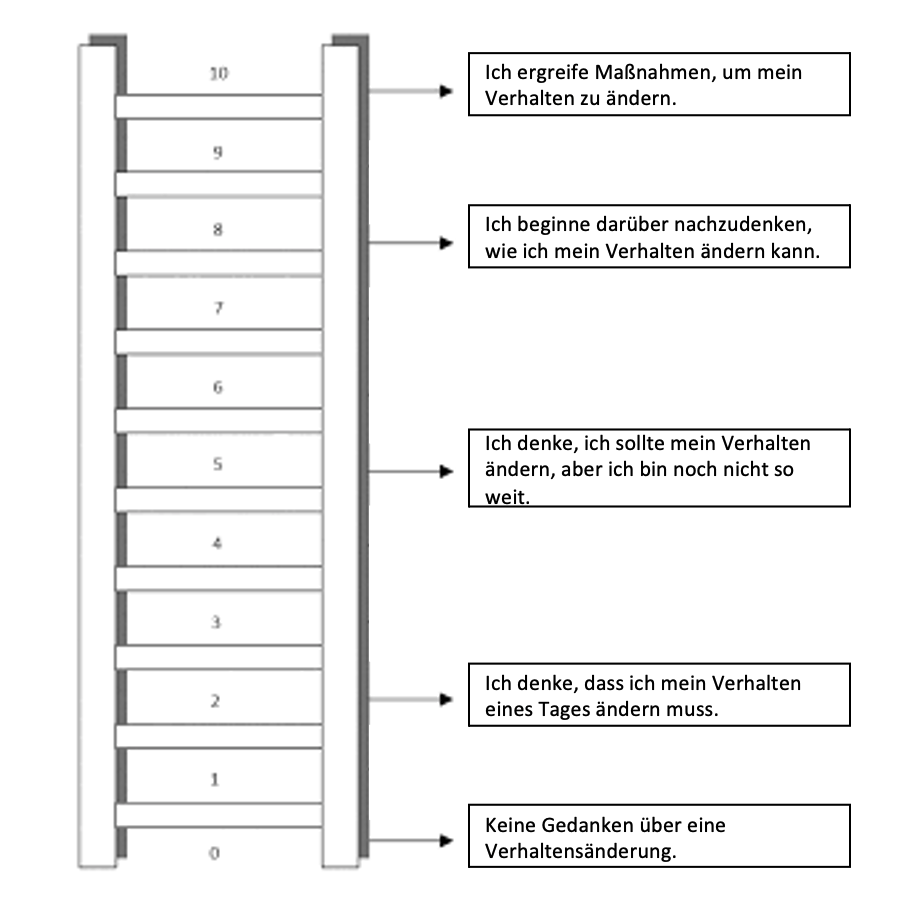 10
Ich ergreife Maßnahmen, um mein
Verhalten zu ändern.
9
8
Ich beginne darüber nachzudenken,
wie ich mein Verhalten ändern kann.
7
6
5
Ich denke, ich sollte mein Verhalten
ändern, aber ich bin noch nicht so
weit.
4
3
2
Ich denke, dass ich mein Verhalten
eines Tages ändern muss.
1
0
Keine Gedanken über eine
Verhaltensänderung.